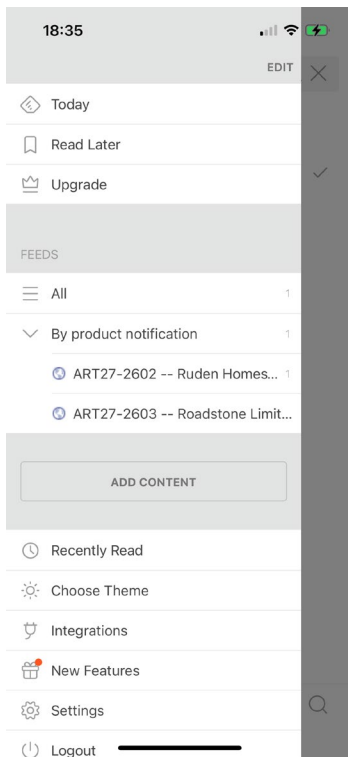 18:35
EDIT
Today
Read Later
Upgrade
FEEDS
All 1
By product notification 1
ART27-2602 -- Ruden Homes... 1
ART27-2603 -- Roadstone Limit...
ADD CONTENT
Recently Read
Choose Theme
Integrations
New Features
Settings
Logout